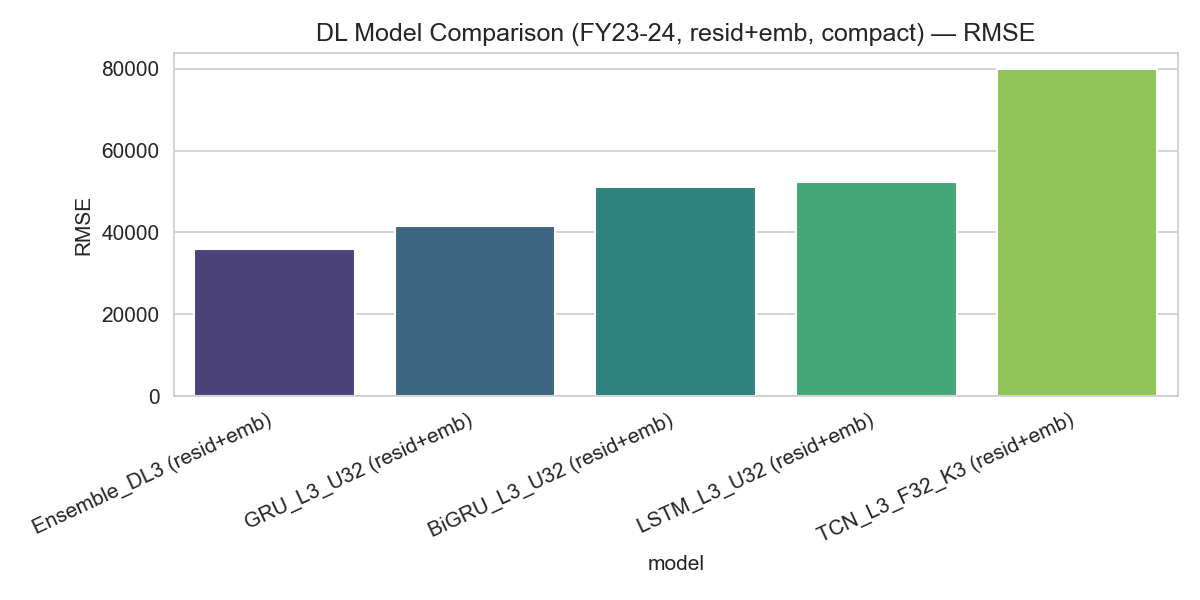 DL Model Comparison (FY23-24, resid+emb, compact) — RMSE
RMSE
80000
60000
40000
20000
0
Ensemble_DL3 (resid+emb)
GRU_L3_U32 (resid+emb)
BiGRU_L3_U32 (resid+emb)
LSTM_L3_U32 (resid+emb)
TCN_L3_F32_K3 (resid+emb)
model